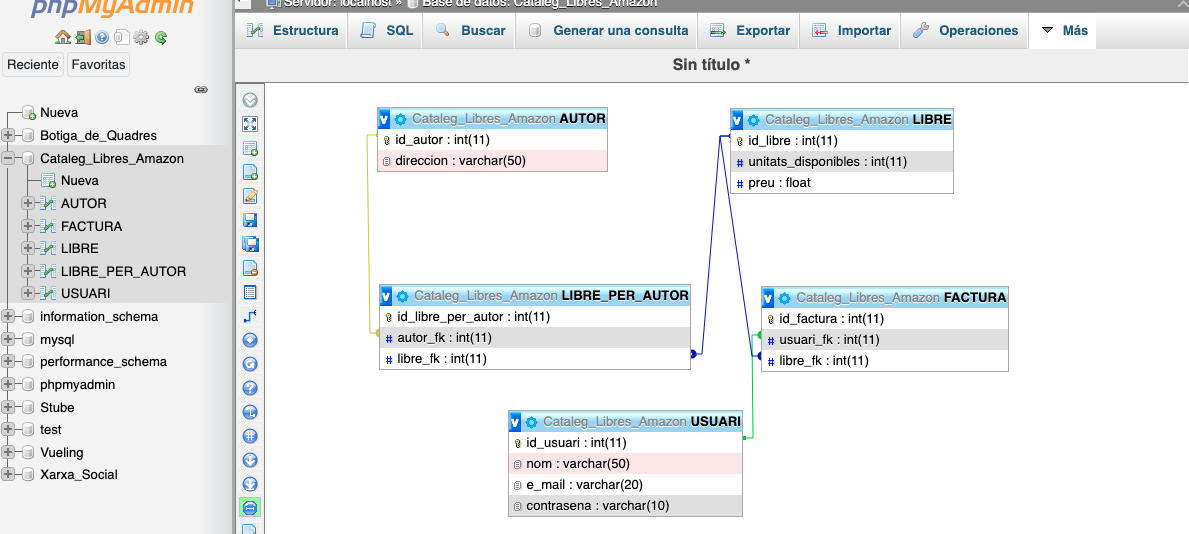 phpMyAdmin
Servidor: localhost » Base de datos: Cataleg_Libres_Amazon
Estructura SQL Buscar Generar una consulta Exportar Importar Operaciones Más
Sin título *
Reciente Favoritas
Nueva
Botiga_de_Quadres
Cataleg_Libres_Amazon
Nueva
AUTOR
FACTURA
LIBRE
LIBRE_PER_AUTOR
USUARI
information_schema
mysql
performance_schema
phpmyadmin
Stube
test
Vueling
Xarxa_Social
v Cataleg_Libres_Amazon AUTOR
id_autor : int(11)
direccion : varchar(50)
v Cataleg_Libres_Amazon LIBRE
id_libre : int(11)
# unitats_disponibles : int(11)
# preu : float
v Cataleg_Libres_Amazon LIBRE_PER_AUTOR
id_libre_per_autor : int(11)
# autor_fk : int(11)
# libre_fk : int(11)
v Cataleg_Libres_Amazon FACTURA
id_factura : int(11)
# usuari_fk : int(11)
# libre_fk : int(11)
v Cataleg_Libres_Amazon USUARI
id_usuari : int(11)
nom : varchar(50)
e_mail : varchar(20)
contrasena : varchar(10)